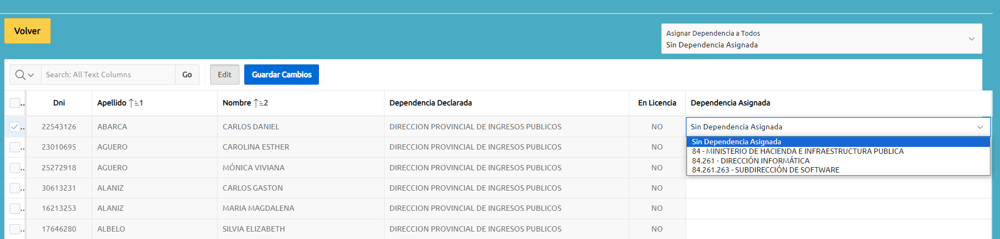 Volver
Asignar Dependencia a Todos
Sin Dependencia Asignada
Search: All Text Columns Go Edit Guardar Cambios
.. Dni Apellido 1 Nombre 2 Dependencia Declarada En Licencia Dependencia Asignada
.. 22543126 ABARCA CARLOS DANIEL DIRECCION PROVINCIAL DE INGRESOS PUBLICOS NO Sin Dependencia Asignada
Sin Dependencia Asignada
.. 23010695 AGUERO CAROLINA ESTHER DIRECCION PROVINCIAL DE INGRESOS PUBLICOS NO
84 - MINISTERIO DE HACIENDA E INFRAESTRUCTURA PUBLICA
84.261 - DIRECCIÓN INFORMÁTICA
.. 25272918 AGUERO MÓNICA VIVIANA DIRECCION PROVINCIAL DE INGRESOS PUBLICOS NO
84.261.263 - SUBDIRECCIÓN DE SOFTWARE
.. 30613231 ALANIZ CARLOS GASTON DIRECCION PROVINCIAL DE INGRESOS PUBLICOS NO
.. 16213253 ALANIZ MARIA MAGDALENA DIRECCION PROVINCIAL DE INGRESOS PUBLICOS NO
.. 17646280 ALBELO SILVIA ELIZABETH DIRECCION PROVINCIAL DE INGRESOS PUBLICOS NO